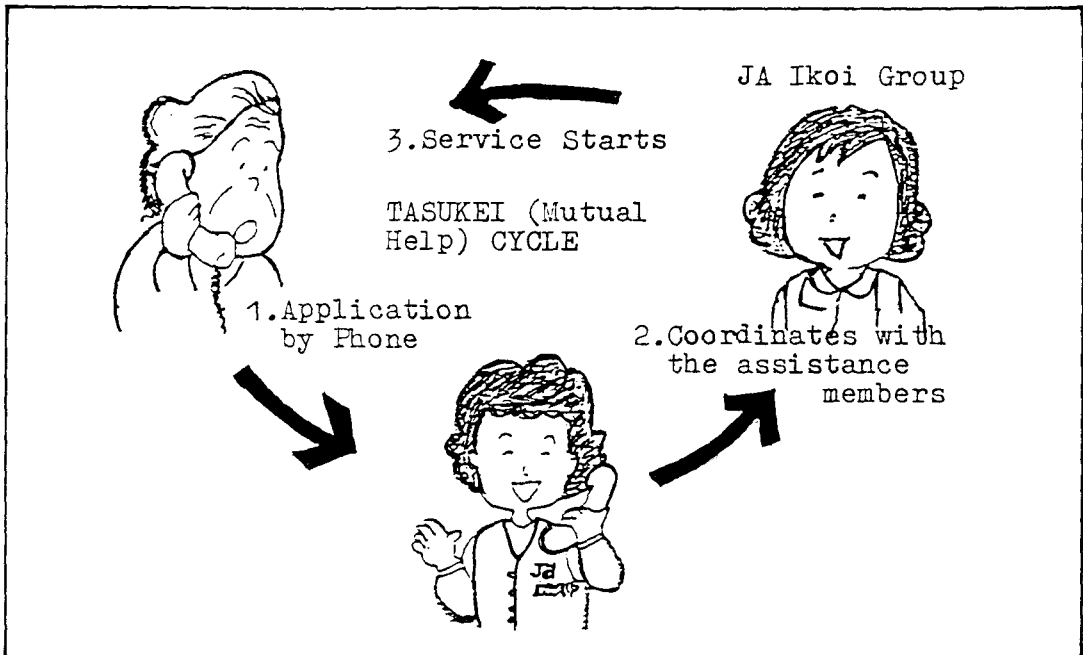 JA Ikoi Group
3.Service Starts
TASUKEI (Mutual
Help) CYCLE
1.Application
by Phone
2.Coordinates with
the assistance
members
Jd